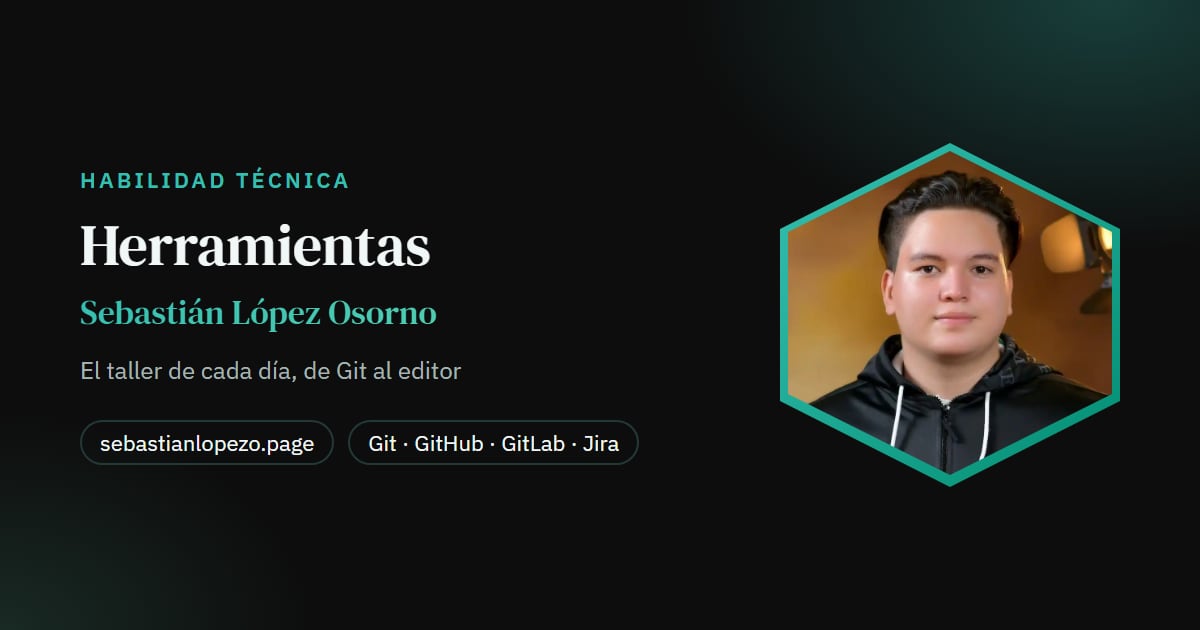 HABILIDAD TÉCNICA
Herramientas
Sebastián López Osorno
El taller de cada día, de Git al editor
sebastianlopezo.page
Git · GitHub · GitLab · Jira